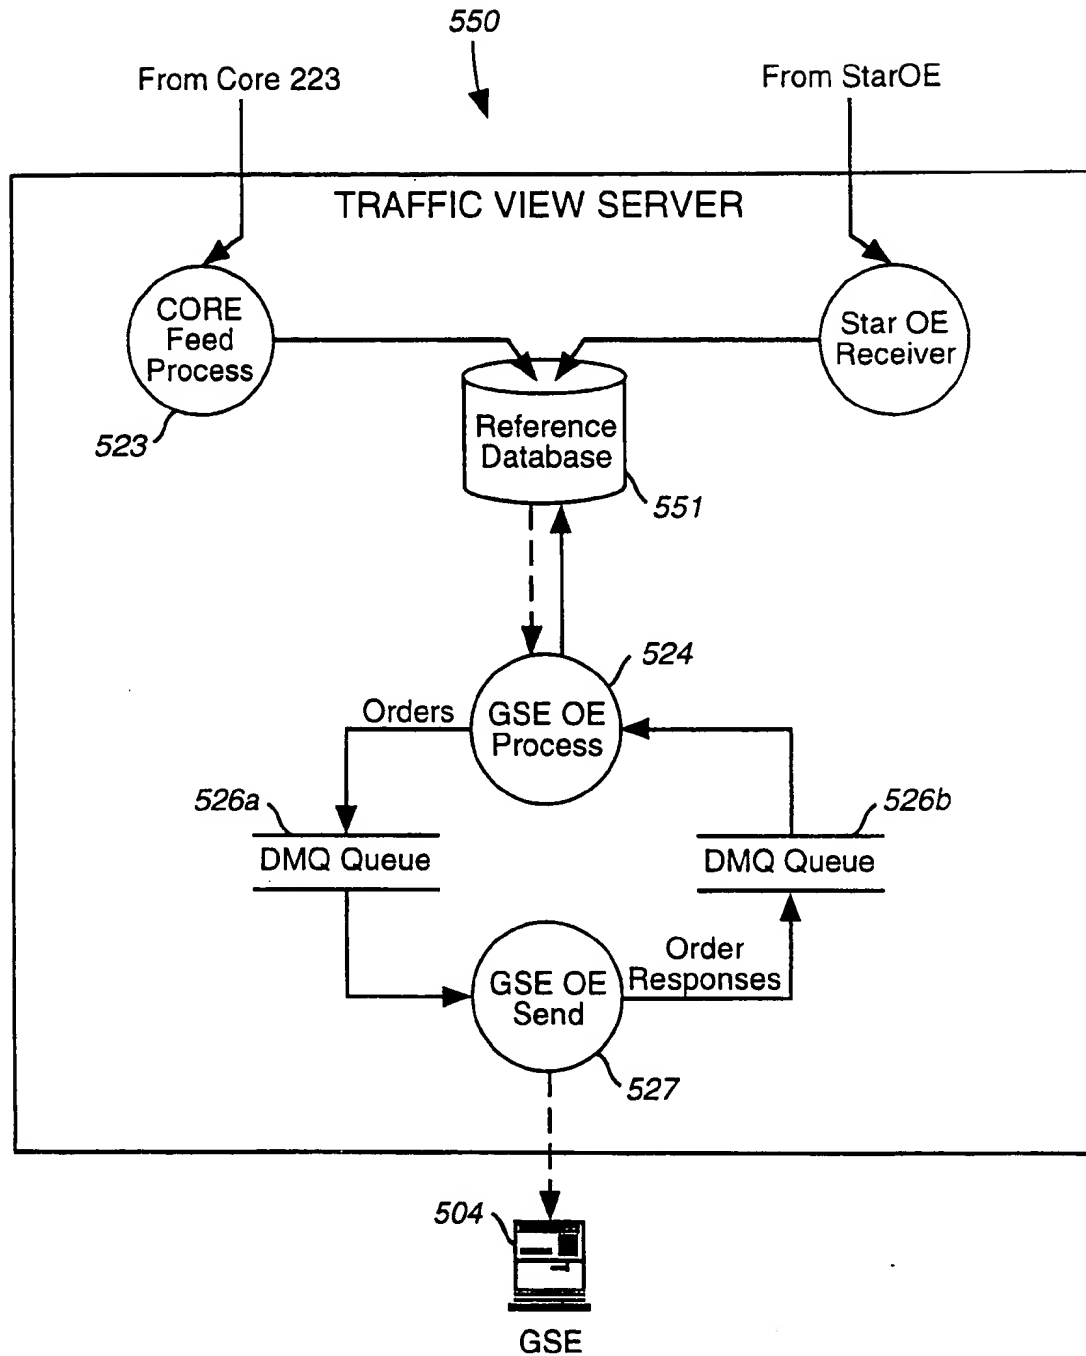 550
From Core 223
From StarOE
TRAFFIC VIEW SERVER
CORE
Feed
Process
523
Star OE
Receiver
Reference
Database
551
524
Orders
GSE OE
Process
526a
526b
DMQ Queue
DMQ Queue
Order
Responses
GSE OE
Send
527
504
GSE